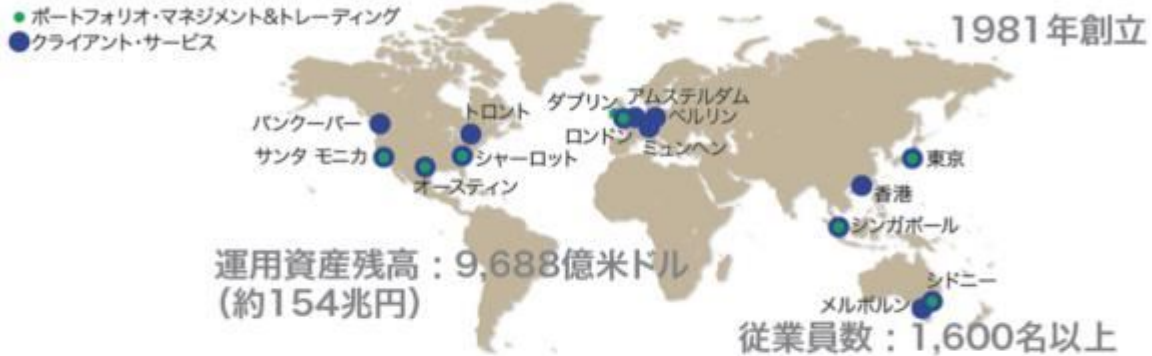 ポートフォリオ・マネジメント&トレーディング
クライアント・サービス
1981年創立
ダブリン
アムステルダム
ベルリン
ロンドン
ミュンヘン
バンクーバー
トロント
サンタ モニカ
シャーロット
オースティン
東京
香港
シンガポール
シドニー
メルボルン
運用資産残高：9,688億米ドル
（約154兆円）
従業員数：1,600名以上